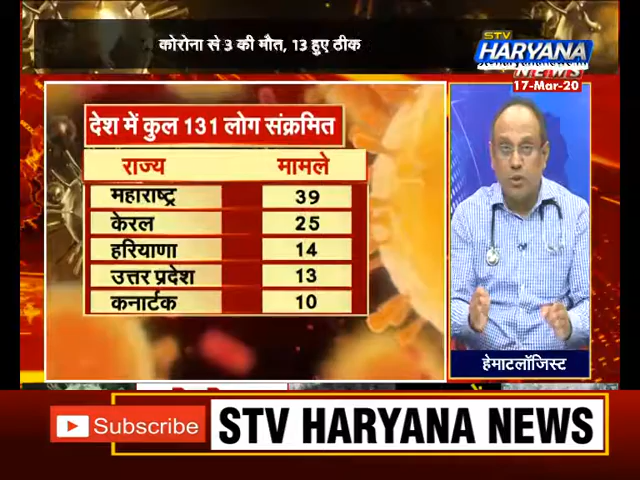 कोरोना से 3 की मौत, 13 हुए ठीक
STV
HARYANA
NEWS
17-Mar-20
देश में कुल 131 लोग संक्रमित
राज्य मामले
महाराष्ट्र 39
केरल 25
हरियाणा 14
उत्तर प्रदेश 13
कनार्टक 10
हेमाटलॉजिस्ट
Subscribe
STV HARYANA NEWS